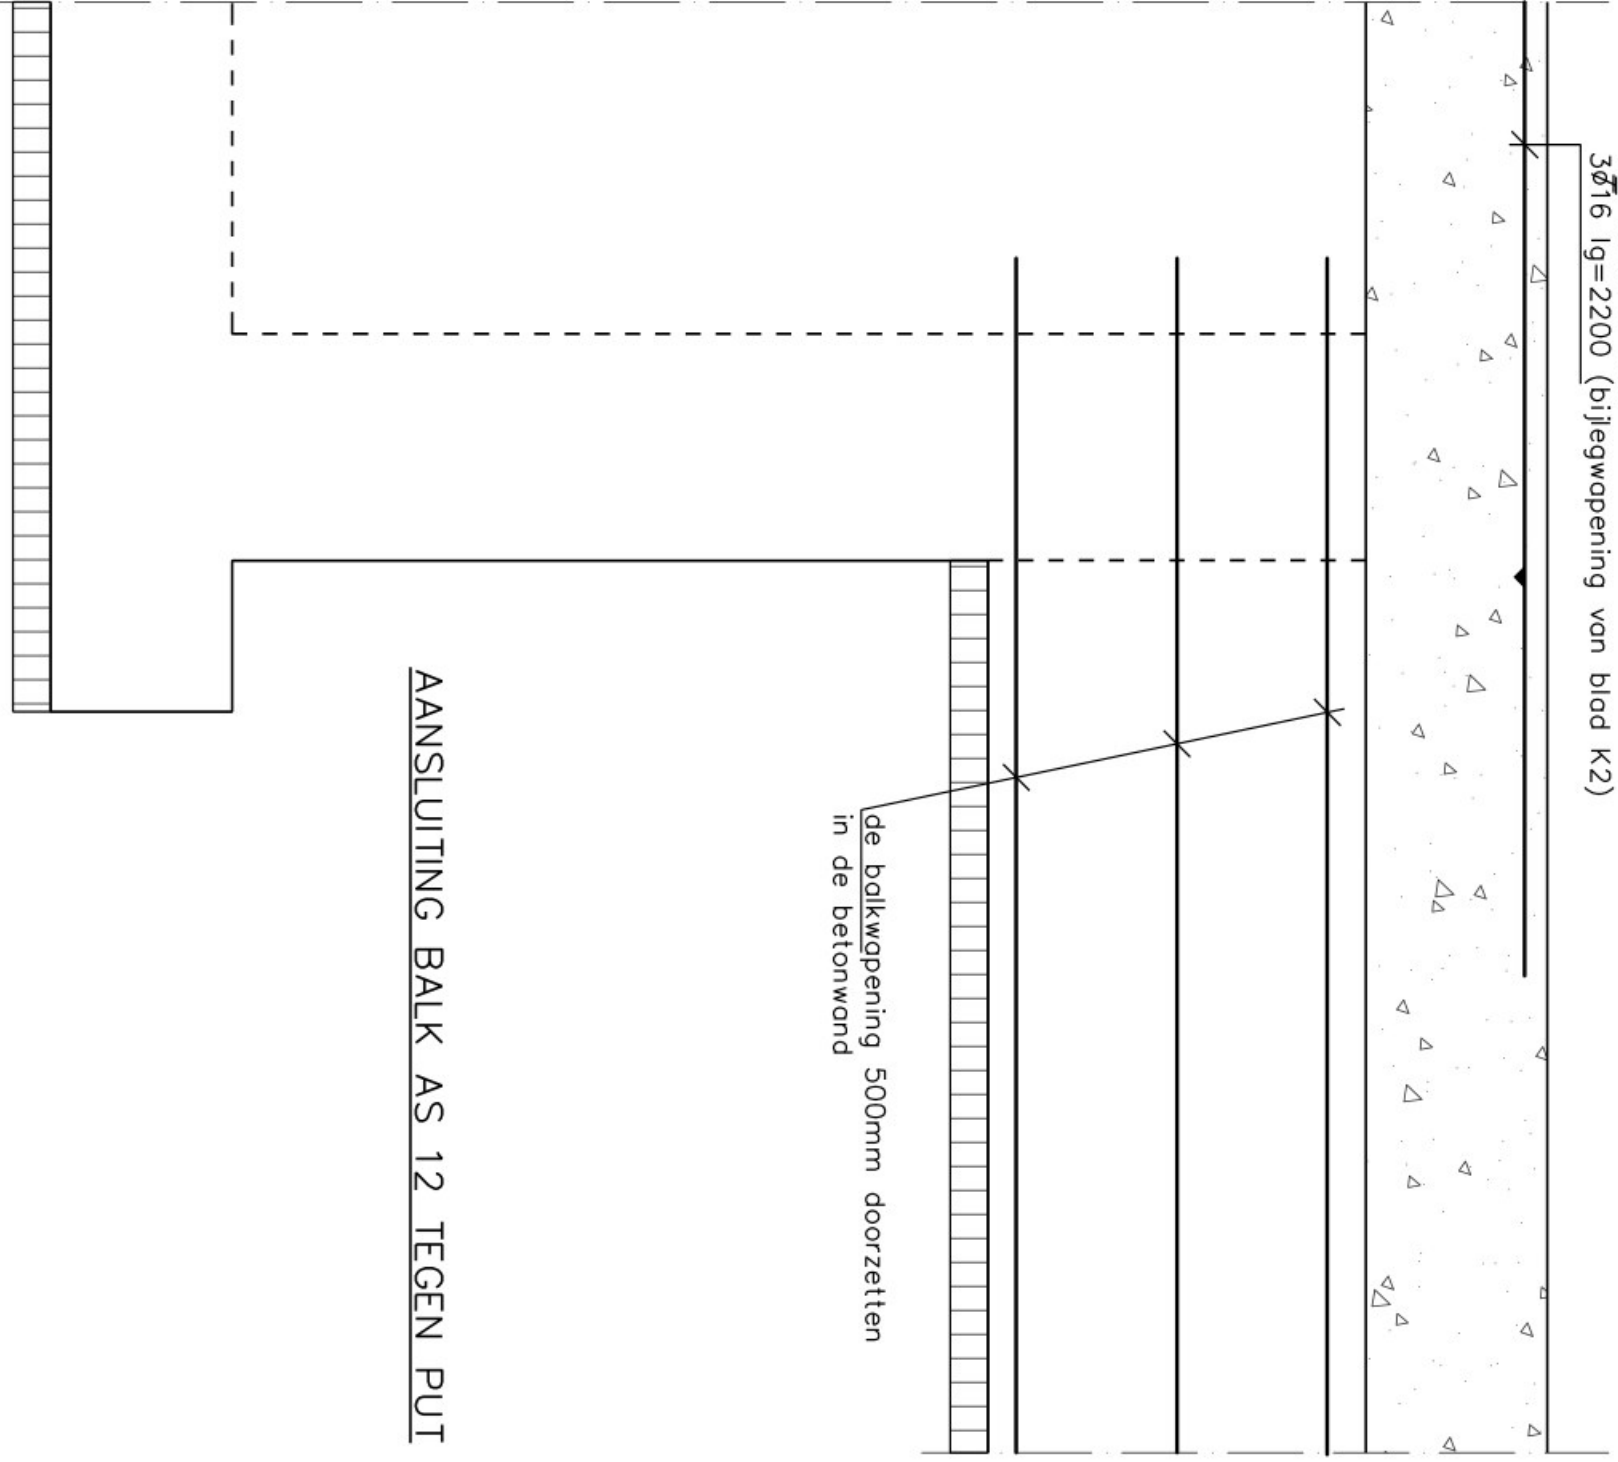 3ø16 lg=2200 (bijlegwapening van blad K2)
de balkwapening 500mm doorzetten
in de betonwand
AANSLUITING BALK AS 12 TEGEN PUT